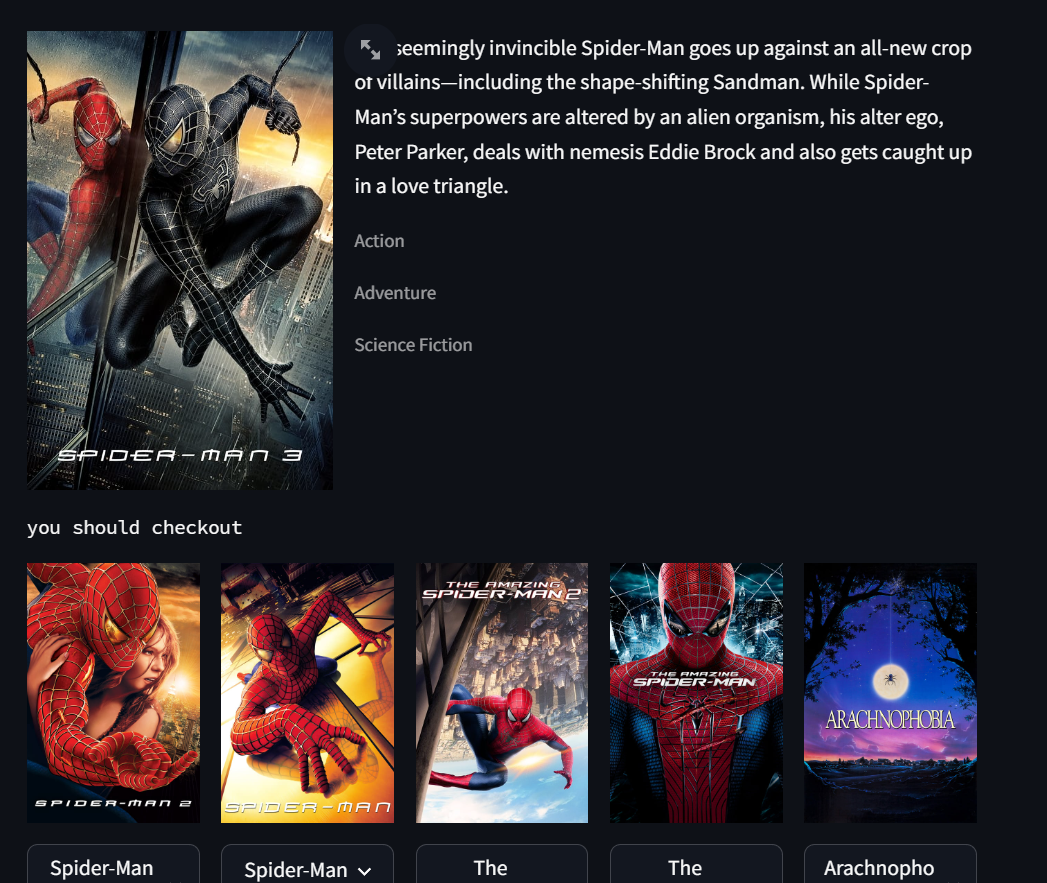 seemingly invincible Spider-Man goes up against an all-new crop
of villains—including the shape-shifting Sandman. While Spider-
Man’s superpowers are altered by an alien organism, his alter ego,
Peter Parker, deals with nemesis Eddie Brock and also gets caught up
in a love triangle.
Action
Adventure
Science Fiction
SPIDER-MAN 3
you should checkout
SPIDER-MAN 2
SPIDER-MAN
THE AMAZING
SPIDER-MAN 2
THE AMAZING
SPIDER-MAN
ARACHNOPHOBIA
Spider-Man
Spider-Man
The
The
Arachnopho